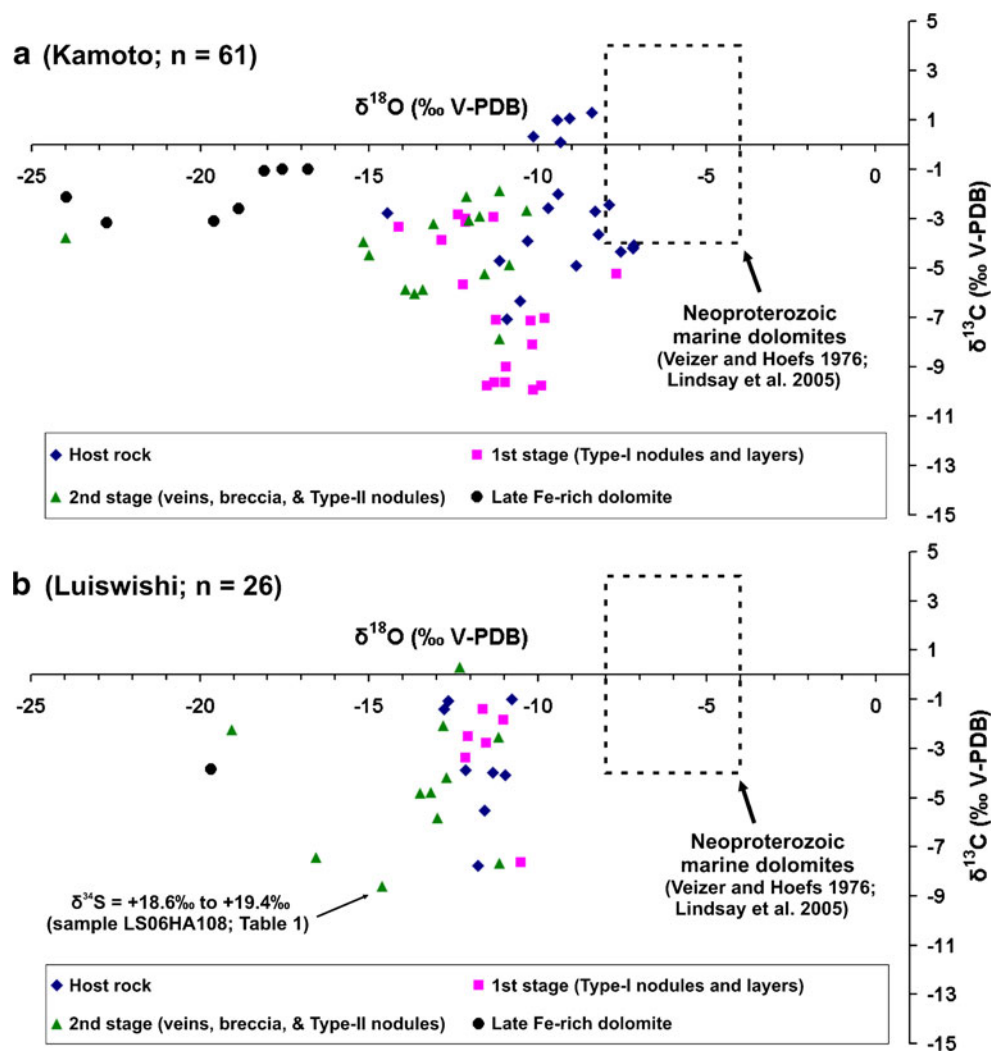 a (Kamoto; n = 61)
δ¹⁸O (‰ V-PDB)
5
3
1
-1
-3
-5
-7
-9
-11
-13
-15
δ¹³C (‰ V-PDB)
-25 -20 -15 -10 -5 0
Neoproterozoic
marine dolomites
(Veizer and Hoefs 1976;
Lindsay et al. 2005)
Host rock
1st stage (Type-I nodules and layers)
2nd stage (veins, breccia, & Type-II nodules)
Late Fe-rich dolomite
b (Luiswishi; n = 26)
δ¹⁸O (‰ V-PDB)
5
3
1
-1
-3
-5
-7
-9
-11
-13
-15
δ¹³C (‰ V-PDB)
-25 -20 -15 -10 -5 0
Neoproterozoic
marine dolomites
(Veizer and Hoefs 1976;
Lindsay et al. 2005)
δ³⁴S = +18.6‰ to +19.4‰
(sample LS06HA108; Table 1)
Host rock
1st stage (Type-I nodules and layers)
2nd stage (veins, breccia, & Type-II nodules)
Late Fe-rich dolomite